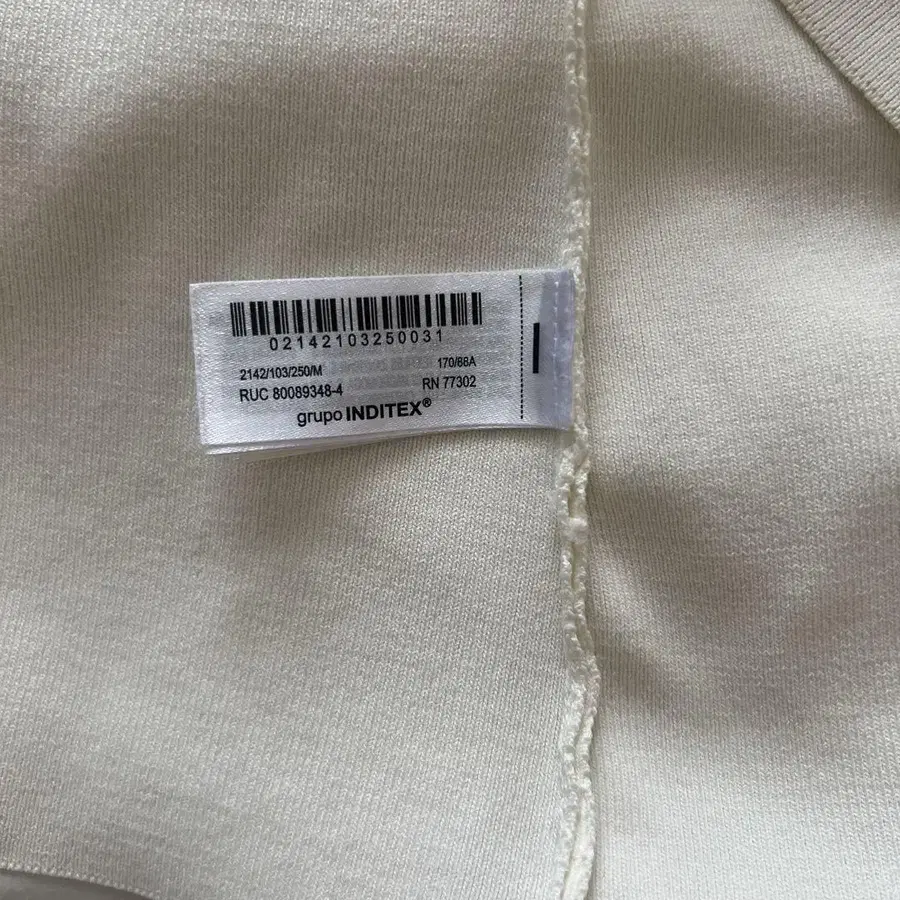 02142103250031
2142/103/250/M 170/88A
RUC 80089348-4 RN 77302
grupo INDITEX®